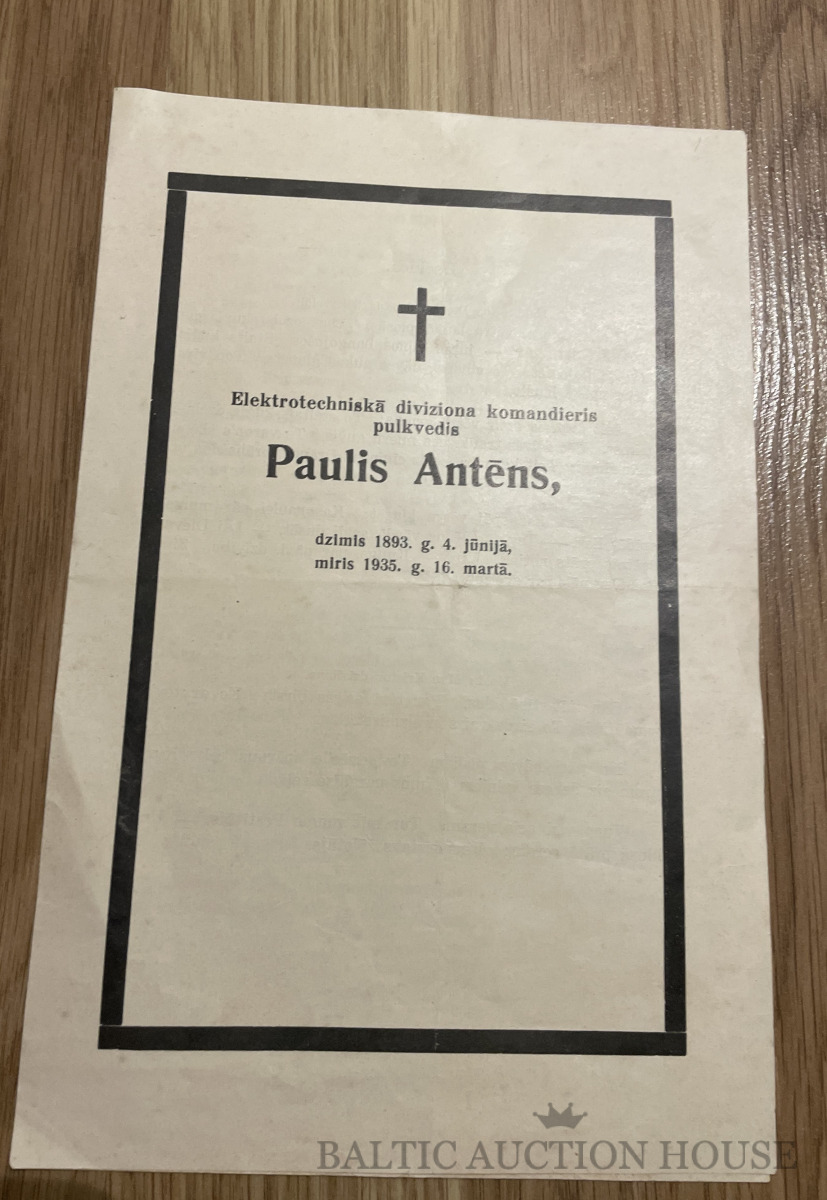 Elektrotechniskā diviziona komandieris
pulkvedis
Paulis Antēns,
dzimis 1893. g. 4. jūnijā,
miris 1935. g. 16. martā.
BALTIC AUCTION HOUSE